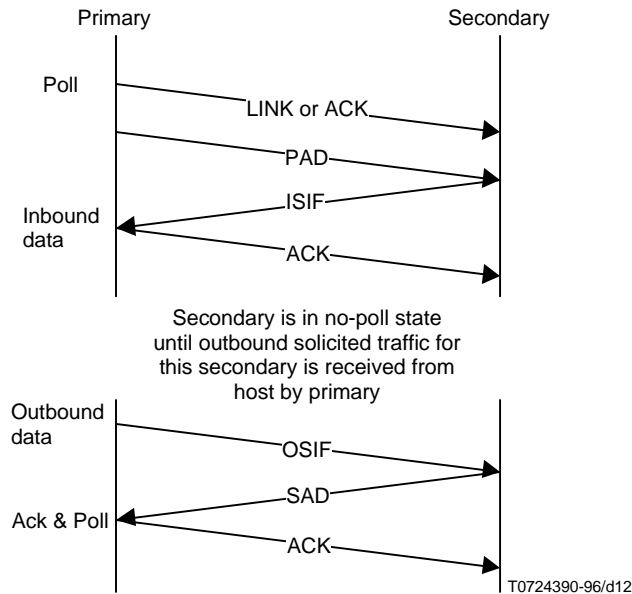 Primary
Secondary
Poll
LINK or ACK
PAD
ISIF
Inbound
data
ACK
Secondary is in no-poll state
until outbound solicited traffic for
this secondary is received from
host by primary
Outbound
data
OSIF
SAD
Ack & Poll
ACK
T0724390-96/d12